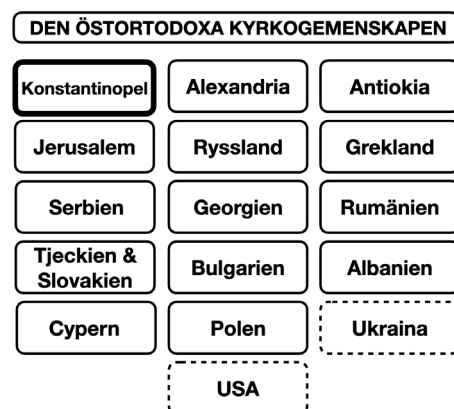 DEN ÖSTORTODOXA KYRKOGEMENSKAPEN
Konstantinopel
Alexandria
Antiokia
Jerusalem
Ryssland
Grekland
Serbien
Georgien
Rumänien
Tjeckien &
Slovakien
Bulgarien
Albanien
Cypern
Polen
Ukraina
USA